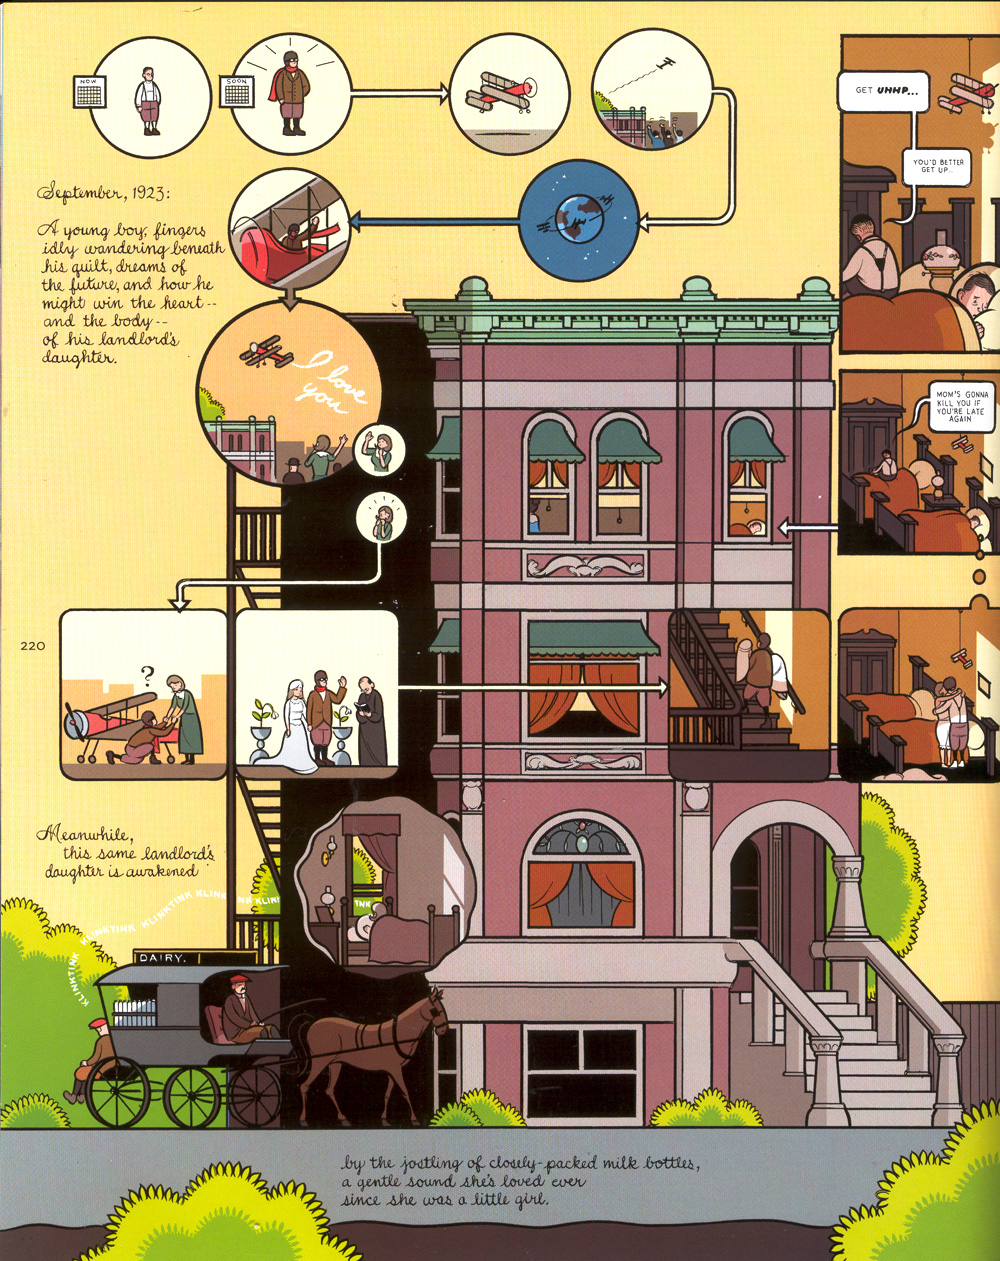 NOW
SOON
GET UHHP...
YOU'D BETTER
GET UP...
September, 1923:
A young boy, fingers
idly wandering beneath
his quilt, dreams of
the future, and how he
might win the heart--
and the body--
of his landlord's
daughter.
I love
you
MOM'S GONNA
KILL YOU IF
YOU'RE LATE
AGAIN
220
?
Meanwhile,
this same landlord's
daughter is awakened
KLINKTINK KLINKTINK KLINKTINK KLINK
NK KLIN
TNK
DAIRY.
by the jostling of closely-packed milk bottles,
a gentle sound she's loved ever
since she was a little girl.